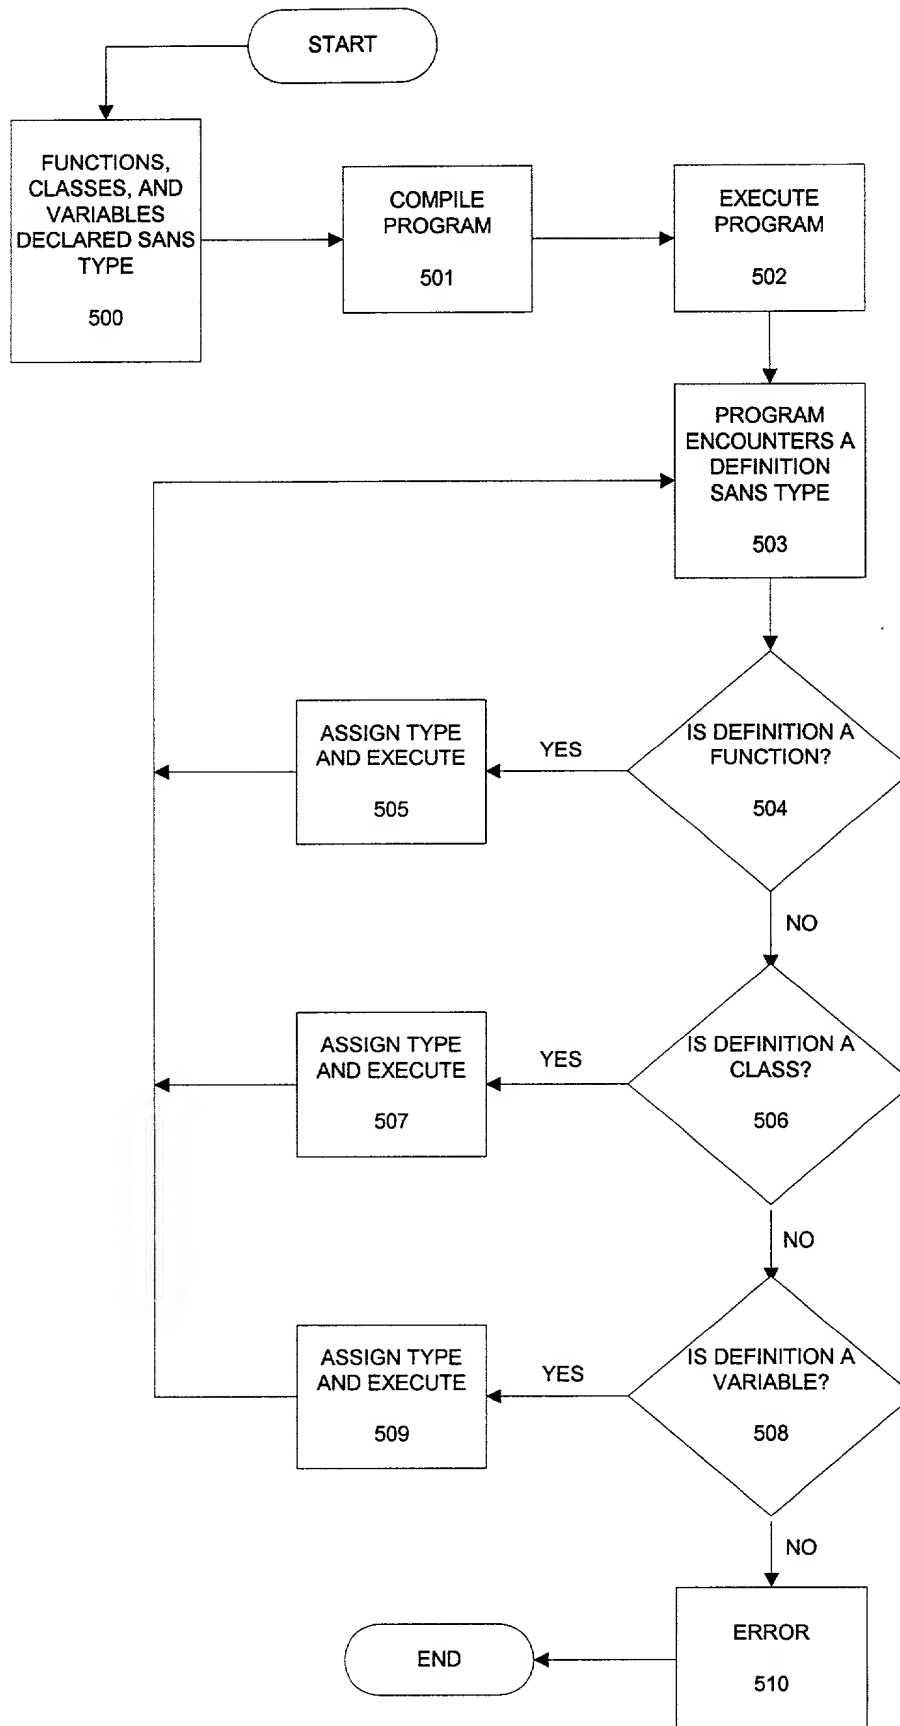 START
FUNCTIONS,
CLASSES, AND
VARIABLES
DECLARED SANS
TYPE
500
COMPILE
PROGRAM
501
EXECUTE
PROGRAM
502
PROGRAM
ENCOUNTERS A
DEFINITION
SANS TYPE
503
IS DEFINITION A
FUNCTION?
504
YES
ASSIGN TYPE
AND EXECUTE
505
NO
IS DEFINITION A
CLASS?
506
YES
ASSIGN TYPE
AND EXECUTE
507
NO
IS DEFINITION A
VARIABLE?
508
YES
ASSIGN TYPE
AND EXECUTE
509
NO
ERROR
510
END